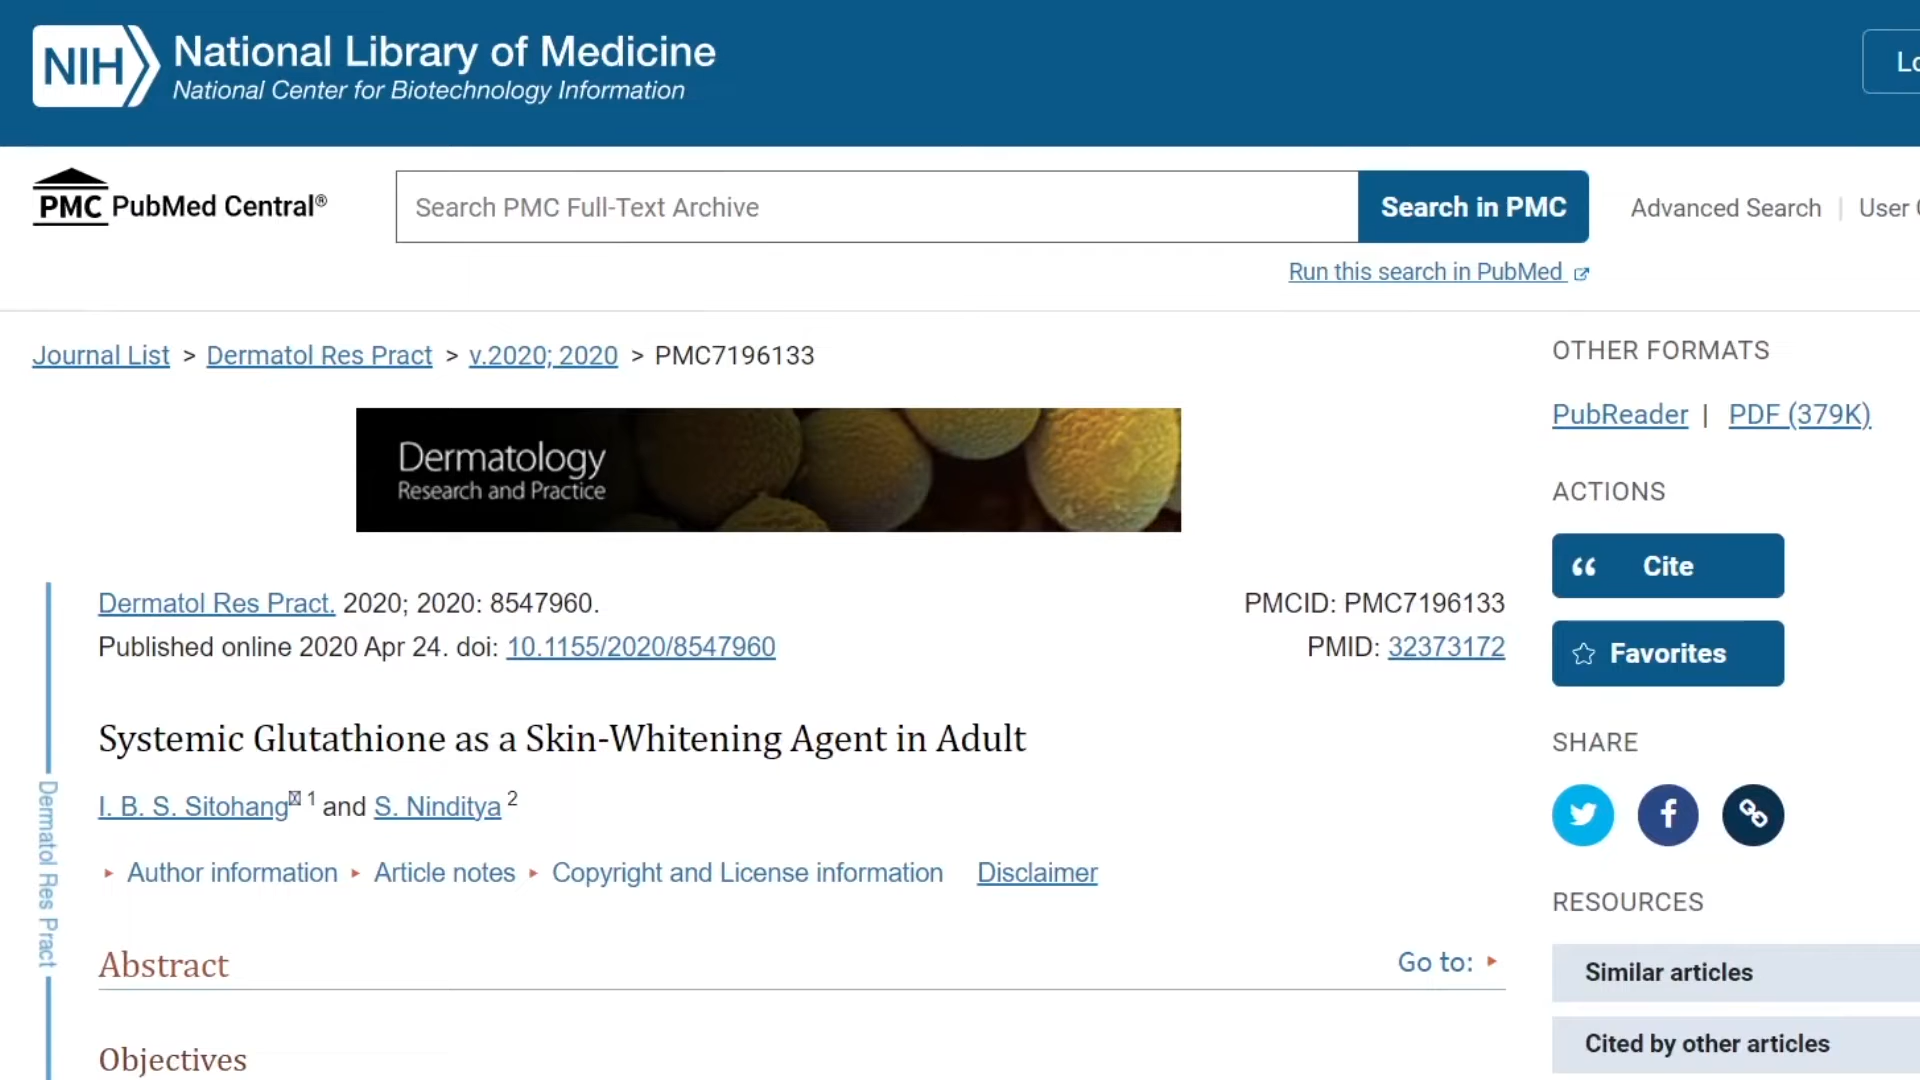 NIH National Library of Medicine
National Center for Biotechnology Information
PMC PubMed Central®
Search PMC Full-Text Archive
Search in PMC
Advanced Search
User
Run this search in PubMed
Journal List > Dermatol Res Pract > v.2020; 2020 > PMC7196133
Dermatology
Research and Practice
Dermatol Res Pract. 2020; 2020: 8547960.
PMCID: PMC7196133
Published online 2020 Apr 24. doi: 10.1155/2020/8547960
PMID: 32373172
Systemic Glutathione as a Skin-Whitening Agent in Adult
I. B. S. Sitohang 1 and S. Ninditya 2
Author information
Article notes
Copyright and License information
Disclaimer
Abstract
Go to:
Objectives
Dermatol Res Pract
OTHER FORMATS
PubReader | PDF (379K)
ACTIONS
Cite
Favorites
SHARE
RESOURCES
Similar articles
Cited by other articles